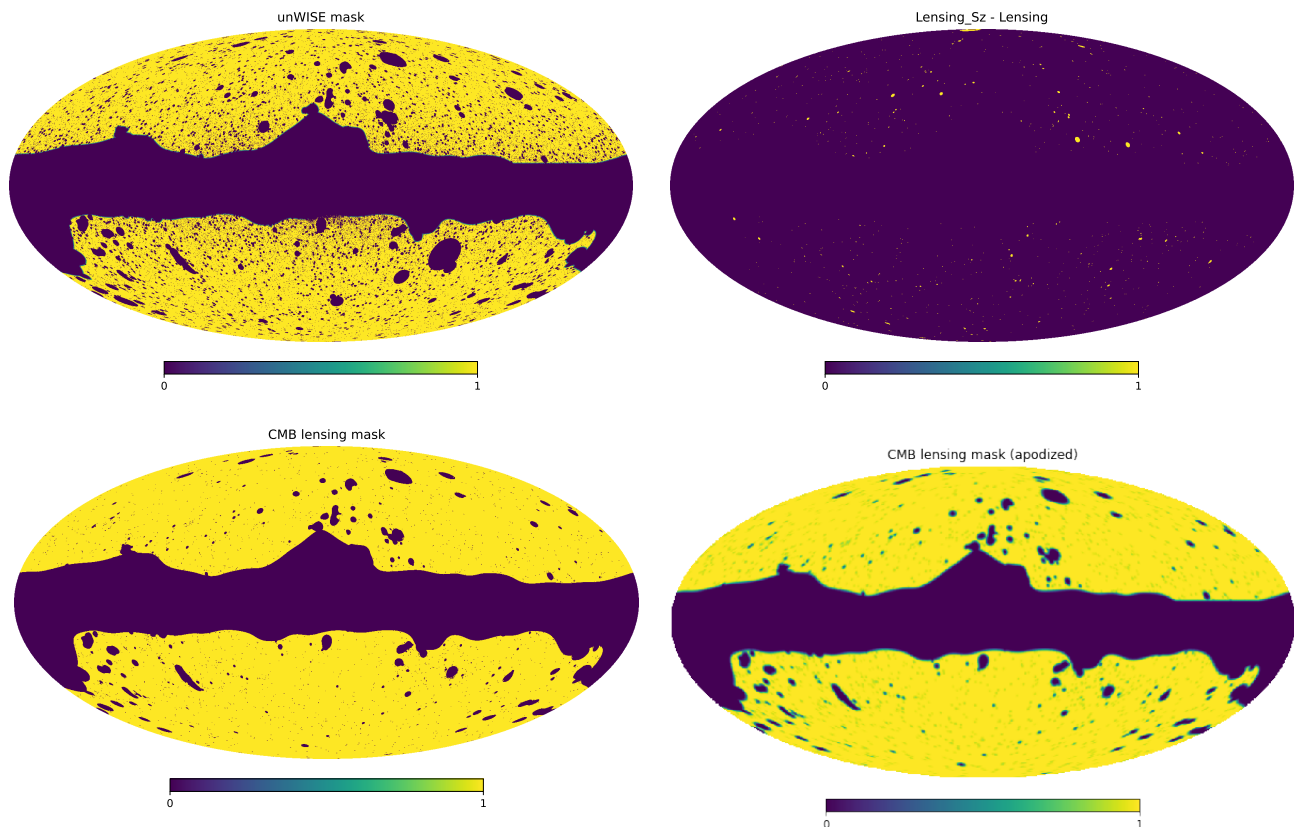 unWISE mask
Lensing_Sz - Lensing
0 1
0 1
CMB lensing mask
CMB lensing mask (apodized)
0 1
0 1